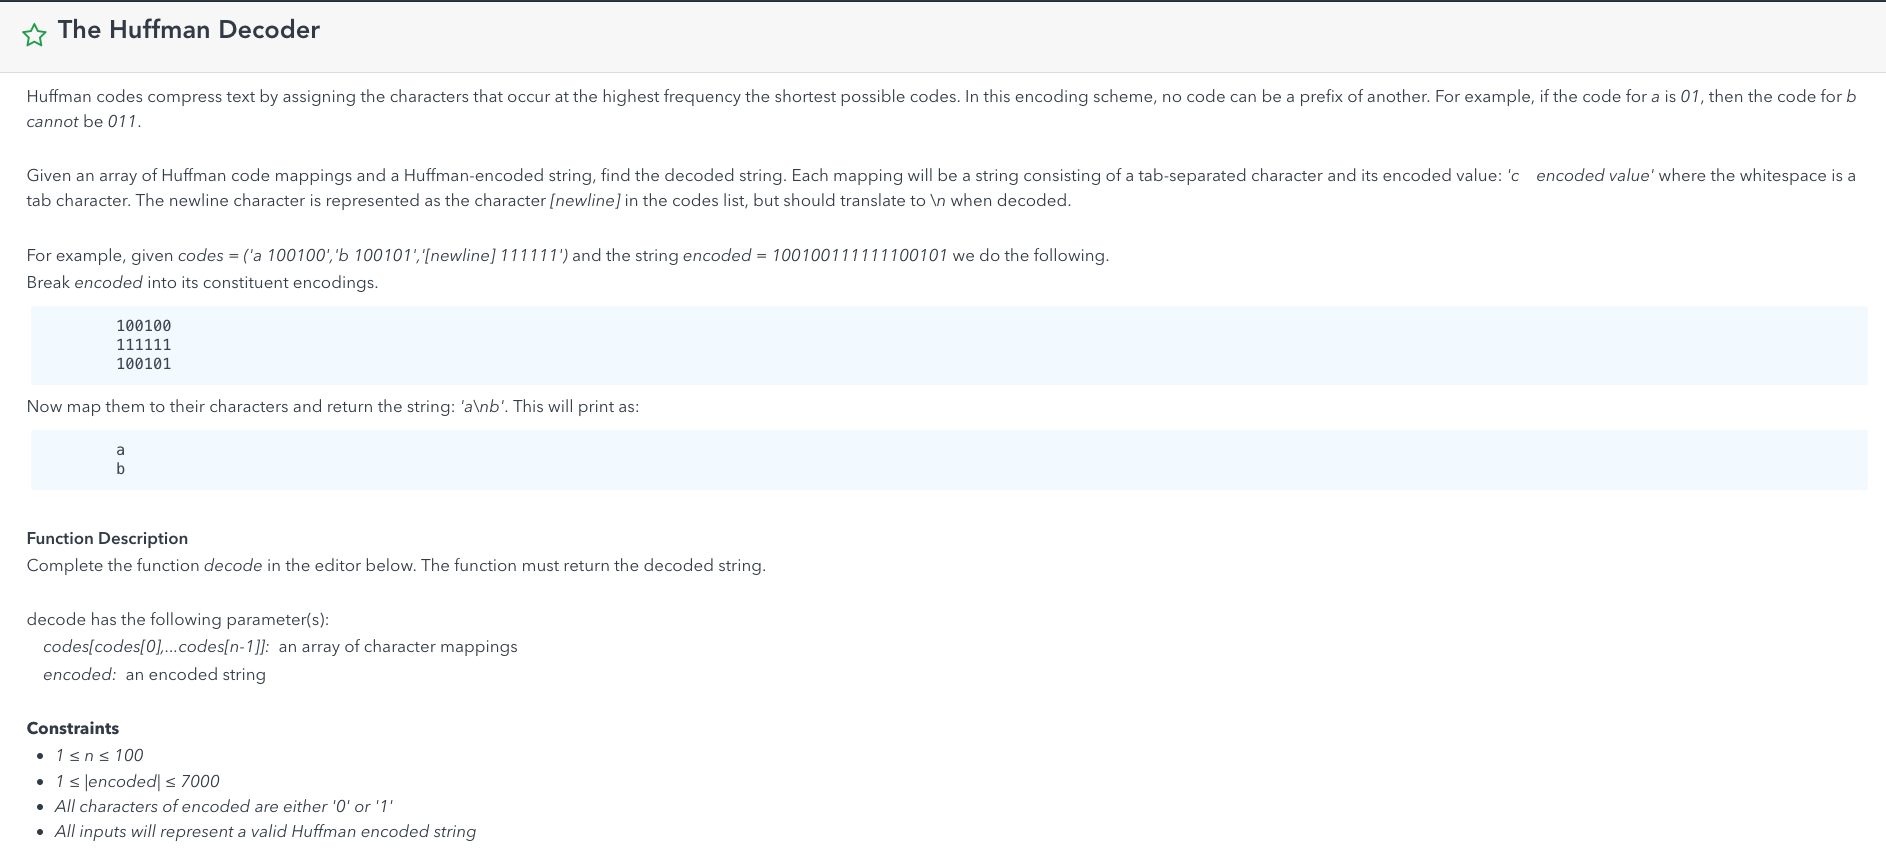 The Huffman Decoder
Huffman codes compress text by assigning the characters that occur at the highest frequency the shortest possible codes. In this encoding scheme, no code can be a prefix of another. For example, if the code for a is 01, then the code for b
cannot be 011.
Given an array of Huffman code mappings and a Huffman-encoded string, find the decoded string. Each mapping will be a string consisting of a tab-separated character and its encoded value: 'c    encoded value' where the whitespace is a
tab character. The newline character is represented as the character [newline] in the codes list, but should translate to \n when decoded.
For example, given codes = ('a 100100','b 100101','[newline] 111111') and the string encoded = 100100111111100101 we do the following.
Break encoded into its constituent encodings.
100100
111111
100101
Now map them to their characters and return the string: 'a\nb'. This will print as:
a
b
Function Description
Complete the function decode in the editor below. The function must return the decoded string.
decode has the following parameter(s):
codes[codes[0],...codes[n-1]]:  an array of character mappings
encoded:  an encoded string
Constraints
• 1 ≤ n ≤ 100
• 1 ≤ |encoded| ≤ 7000
• All characters of encoded are either '0' or '1'
• All inputs will represent a valid Huffman encoded string